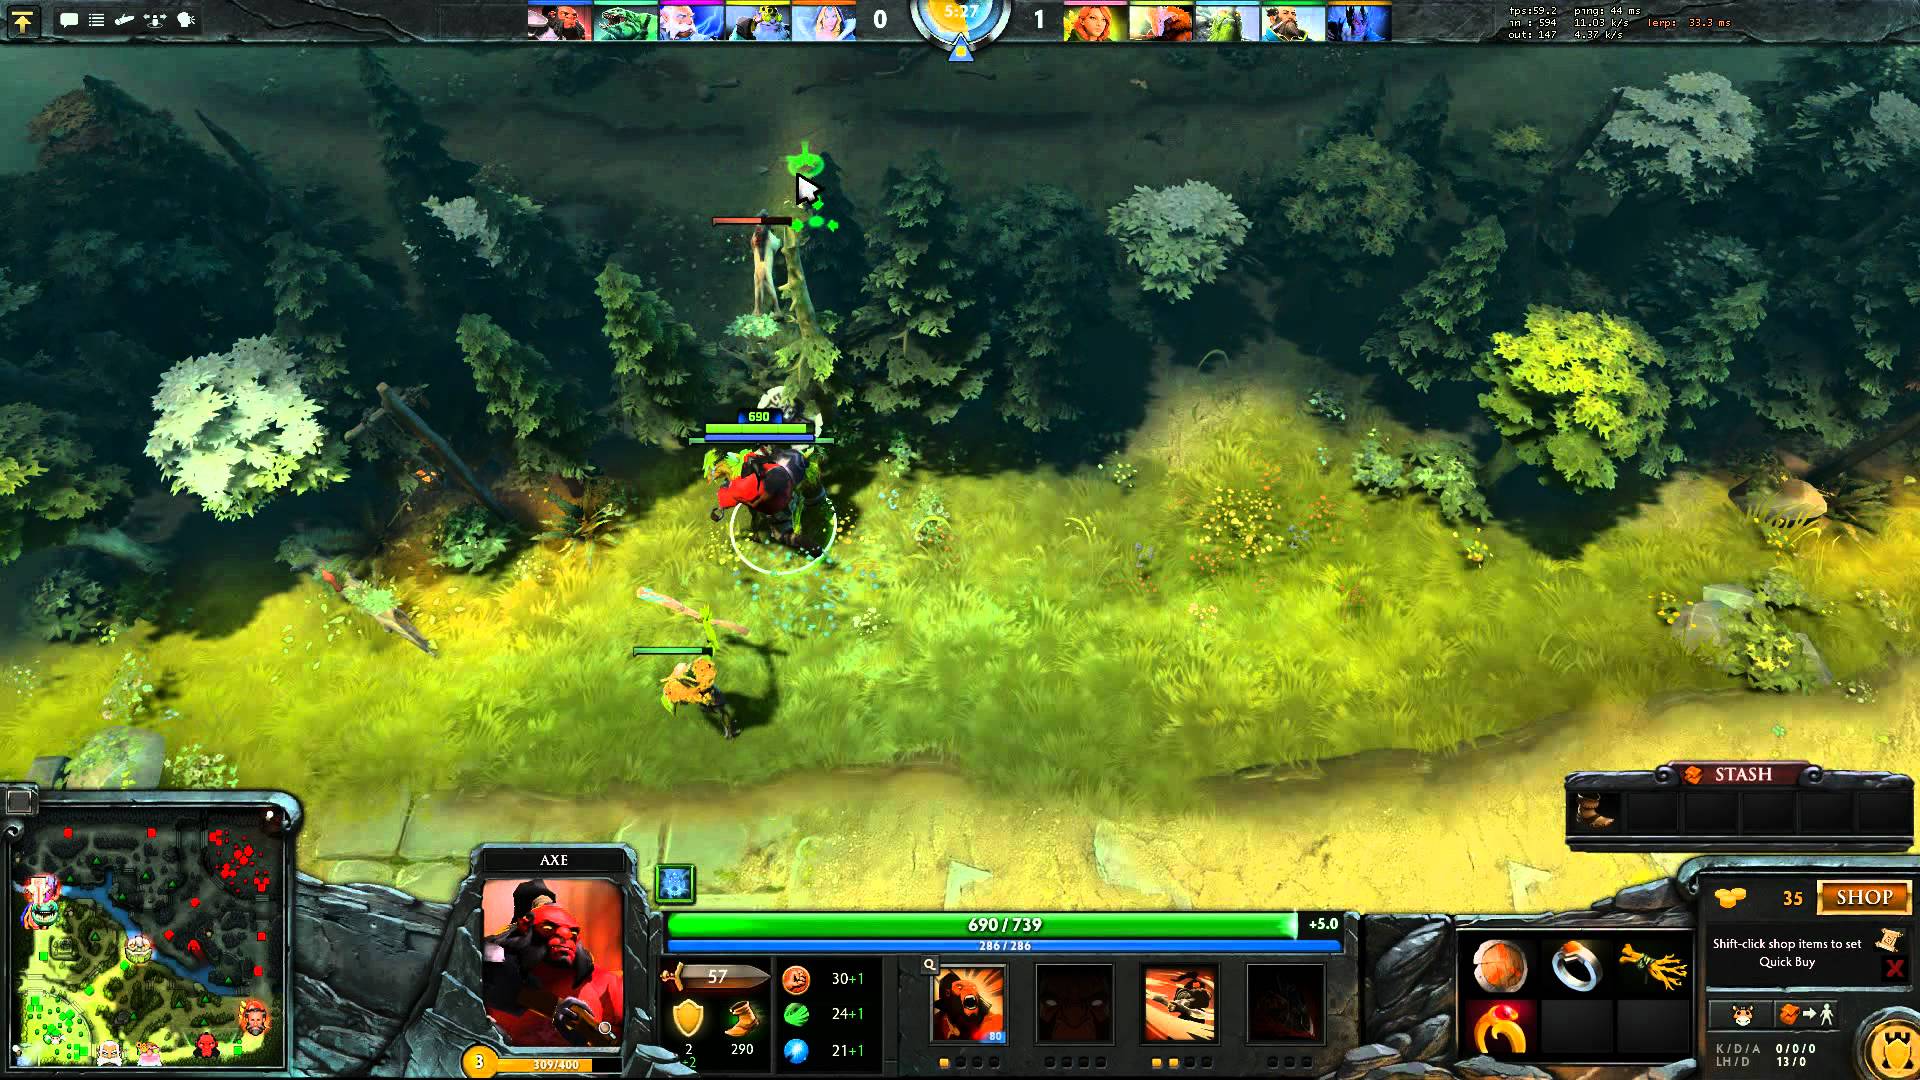 0
5:27
1
fps:59.2 ping: 44 ms
in : 594 11.03 k/s lerp: 33.3 ms
out: 147 4.37 k/s
690
STASH
AXE
690 / 739
+5.0
286 / 286
35
SHOP
Shift-click shop items to set
Quick Buy
57
30+1
24+1
21+1
2
+2
290
Q
80
3
309/400
K/D/A 0/0/0
LH/D 13/0